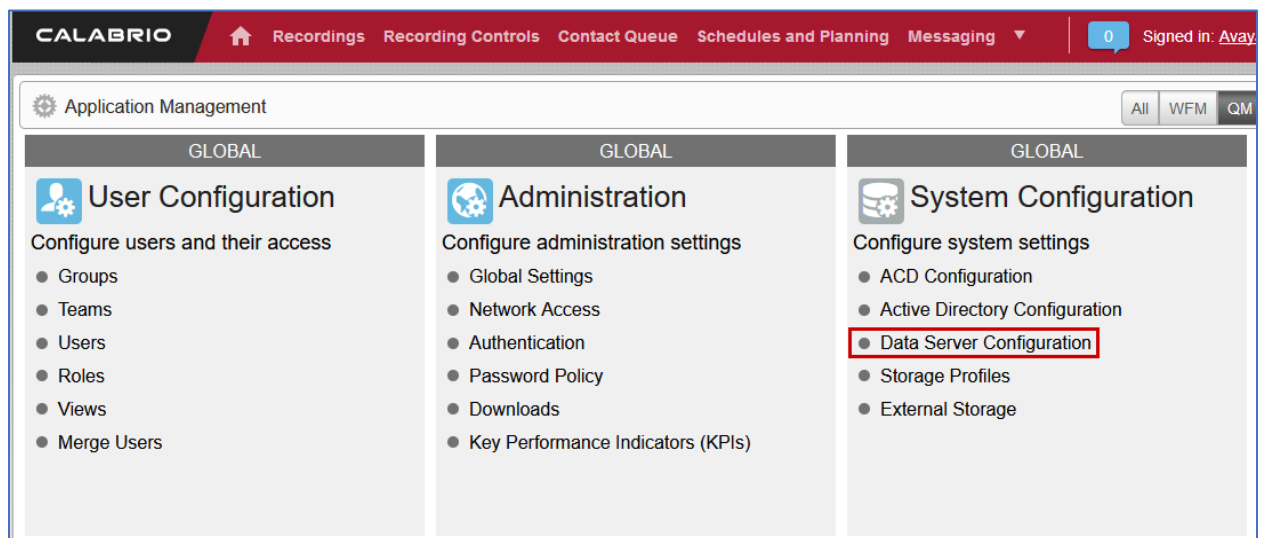 CALABRIO Recordings Recording Controls Contact Queue Schedules and Planning Messaging ▼ 0 Signed in: Avay
Application Management All WFM QM
GLOBAL
User Configuration
Configure users and their access
Groups
Teams
Users
Roles
Views
Merge Users
GLOBAL
Administration
Configure administration settings
Global Settings
Network Access
Authentication
Password Policy
Downloads
Key Performance Indicators (KPIs)
GLOBAL
System Configuration
Configure system settings
ACD Configuration
Active Directory Configuration
Data Server Configuration
Storage Profiles
External Storage